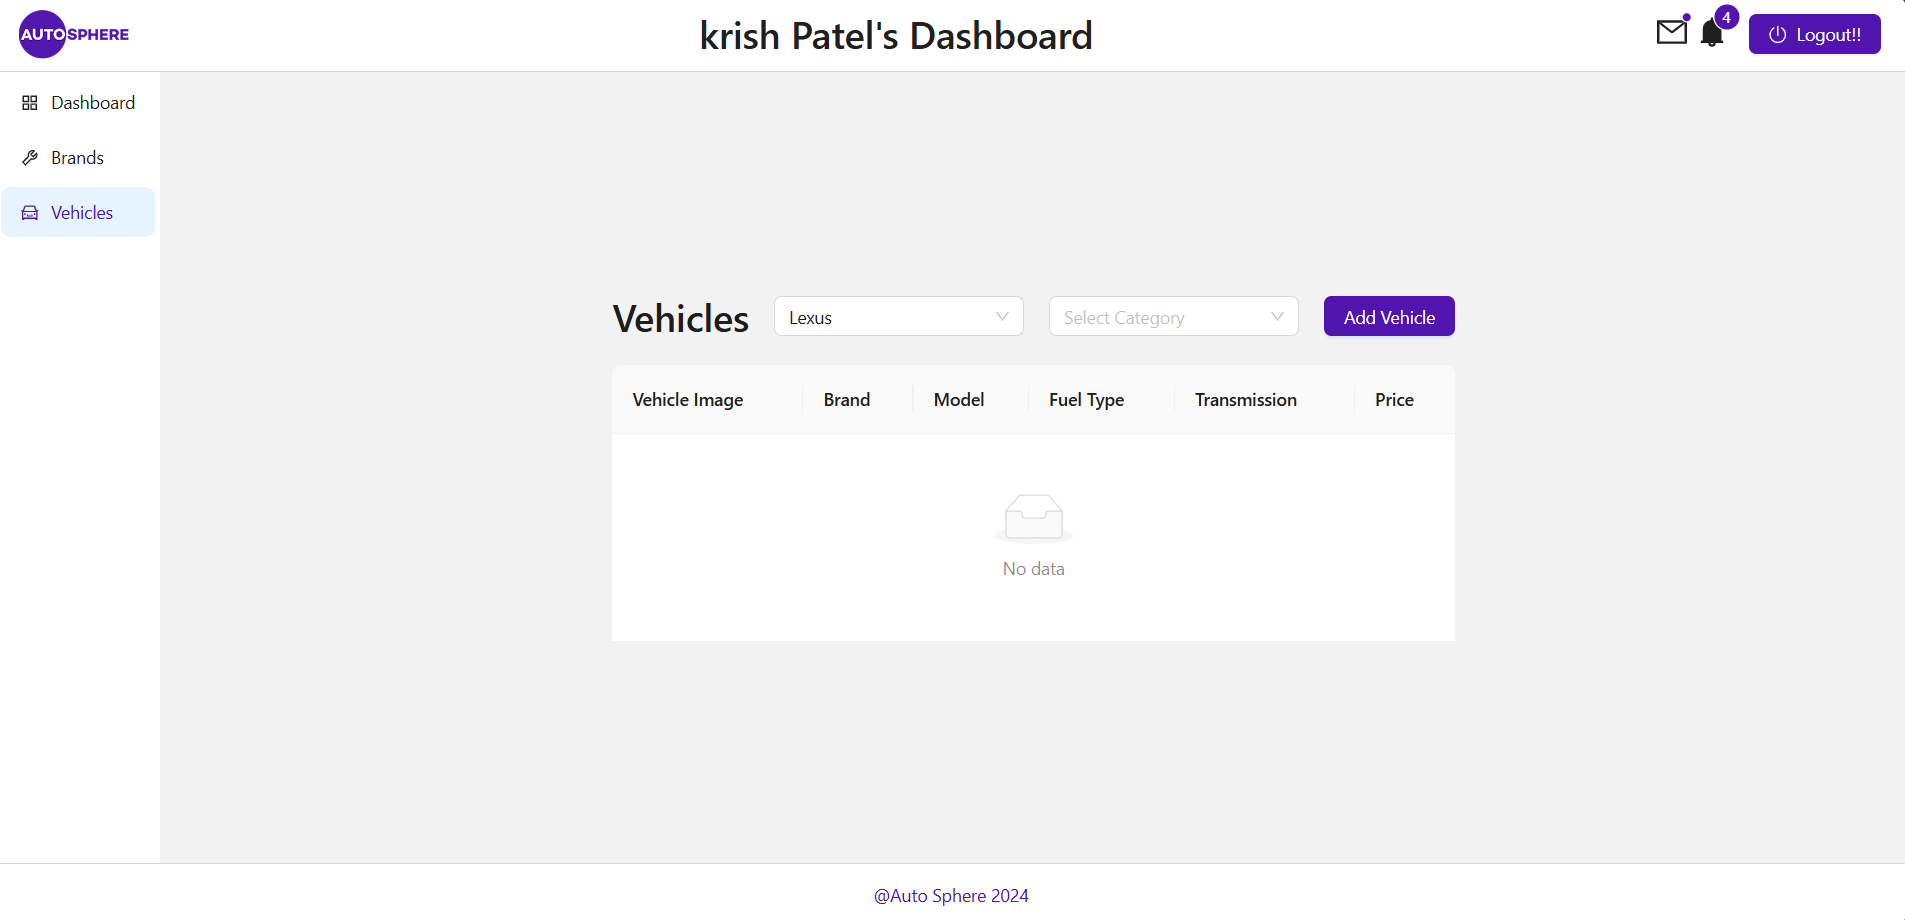 AUTOSPHERE
krish Patel's Dashboard
4
Logout!!
Dashboard
Brands
Vehicles
Vehicles
Lexus
Select Category
Add Vehicle
Vehicle Image Brand Model Fuel Type Transmission Price
No data
@Auto Sphere 2024